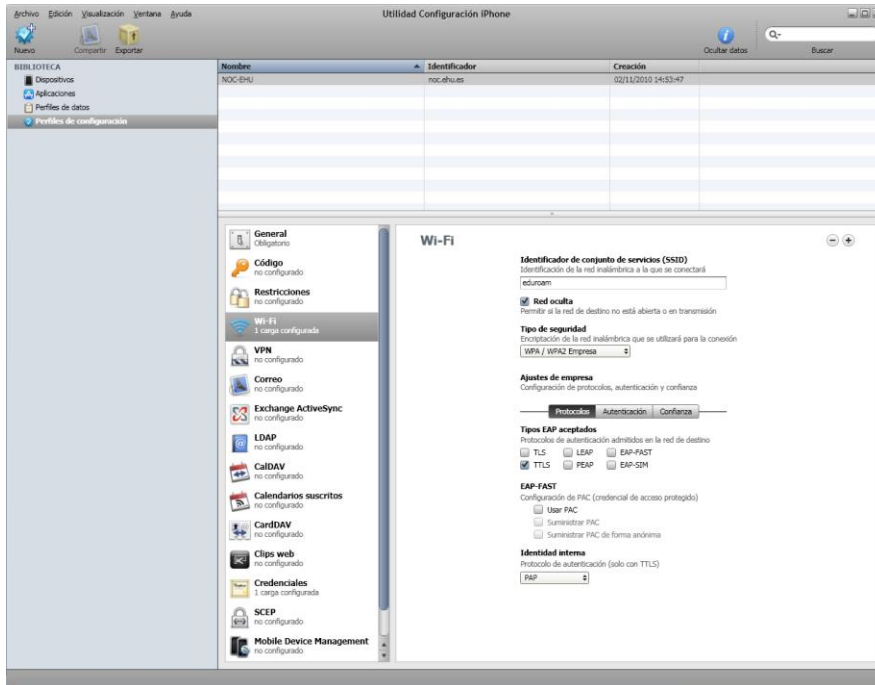 Utilidad Configuración iPhone
Archivo Edición Visualización Ventana Ayuda
Nuevo Compartir Exportar Ocultar datos Buscar
BIBLIOTECA
Dispositivos
Aplicaciones
Perfiles de datos
Perfiles de configuración
Nombre Identificador Creación
NOC-EHU noc.ehu.es 02/11/2010 14:53:47
General
Obligatorio
Código
no configurado
Restricciones
no configurado
Wi-Fi
1 carga configurada
VPN
no configurado
Correo
no configurado
Exchange ActiveSync
no configurado
LDAP
no configurado
CalDAV
no configurado
Calendarios suscritos
no configurado
CardDAV
no configurado
Clips web
no configurado
Credenciales
1 carga configurada
SCEP
no configurado
Mobile Device Management
no configurado
Wi-Fi
Identificador de conjunto de servicios (SSID)
Identificación de la red inalámbrica a la que se conectará
eduroam
Red oculta
Permitir si la red de destino no está abierta o en transmisión
Tipo de seguridad
Encriptación de la red inalámbrica que se utilizará para la conexión
WPA / WPA2 Empresa
Ajustes de empresa
Configuración de protocolos, autenticación y confianza
Protocolos Autenticación Confianza
Tipos EAP aceptados
Protocolos de autenticación admitidos en la red de destino
TLS LEAP EAP-FAST
TTLS PEAP EAP-SIM
EAP-FAST
Configuración de PAC (credencial de acceso protegido)
Usar PAC
Suministrar PAC
Suministrar PAC de forma anónima
Identidad interna
Protocolo de autenticación (solo con TTLS)
PAP